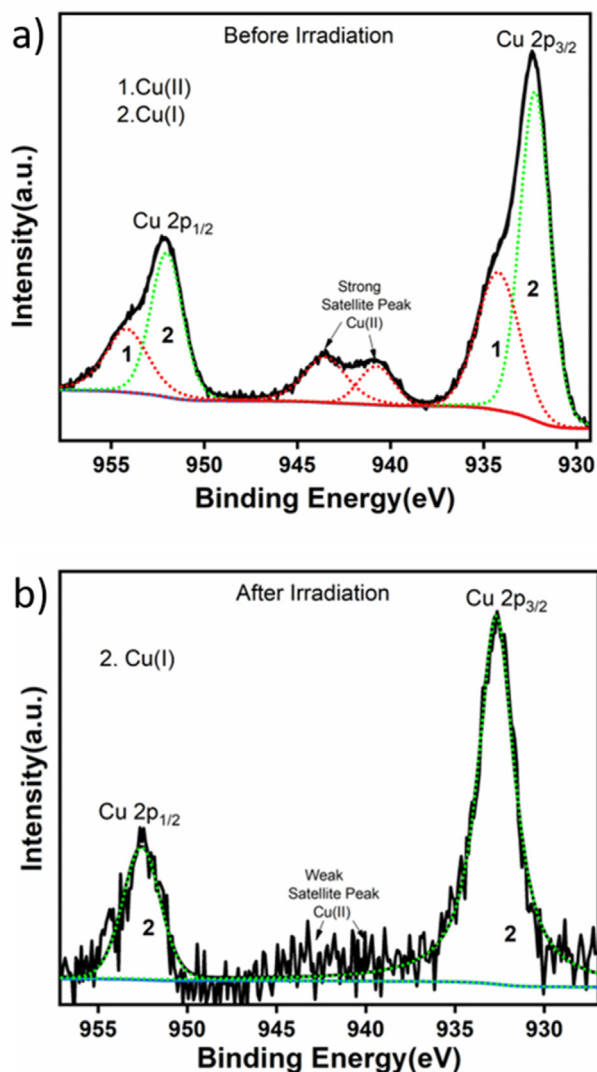 a)
Before Irradiation
Cu 2p3/2
1.Cu(II)
2.Cu(I)
Cu 2p1/2
Strong
Satellite Peak
Cu(II)
1
2
1
2
Intensity(a.u.)
955 950 945 940 935 930
Binding Energy(eV)
b)
After Irradiation
Cu 2p3/2
2. Cu(I)
Cu 2p1/2
Weak
Satellite Peak
Cu(II)
2
2
Intensity(a.u.)
955 950 945 940 935 930
Binding Energy(eV)